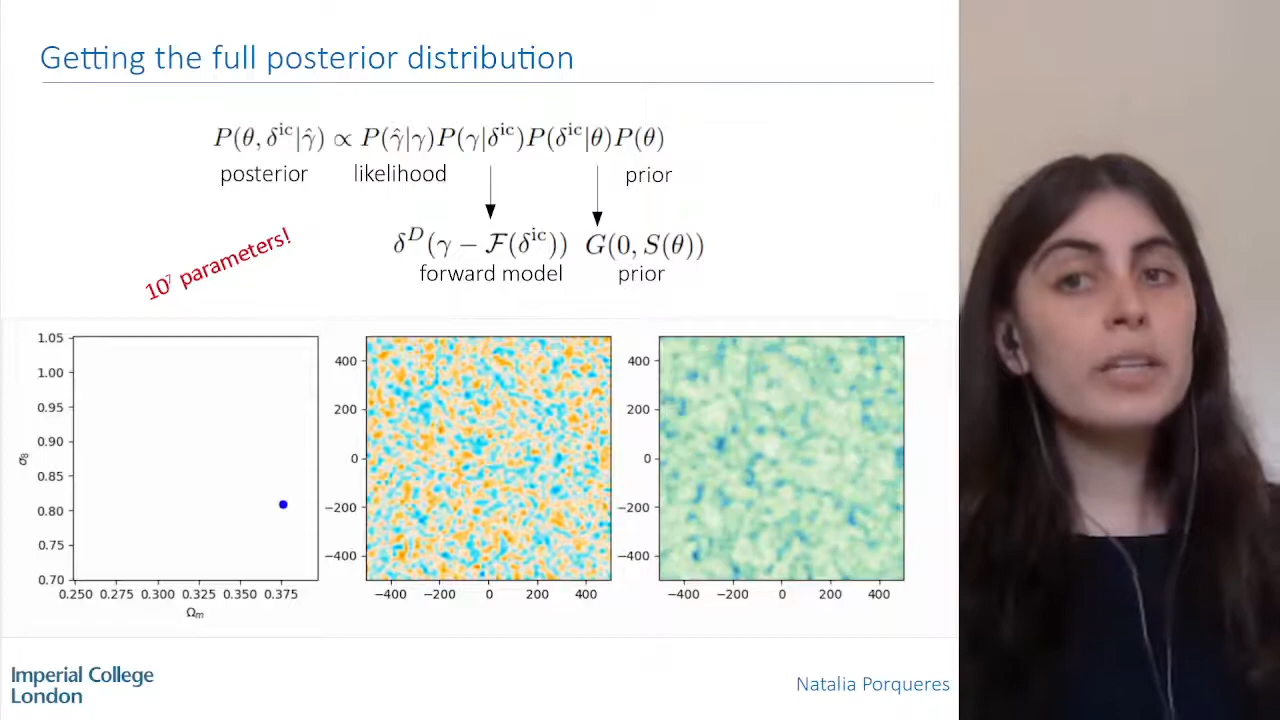 Getting the full posterior distribution
P(θ, δ^ic|γ̂) ∝ P(γ̂|γ)P(γ|δ^ic)P(δ^ic|θ)P(θ)
posterior likelihood prior
δ^D(γ − F(δ^ic)) G(0, S(θ))
forward model prior
10^7 parameters!
1.05
1.00
0.95
0.90
0.85
0.80
0.75
0.70
σ8
0.250 0.275 0.300 0.325 0.350 0.375
Ωm
400
200
0
−200
−400
−400 −200 0 200 400
400
200
0
−200
−400
−400 −200 0 200 400
Imperial College
London
Natalia Porqueres